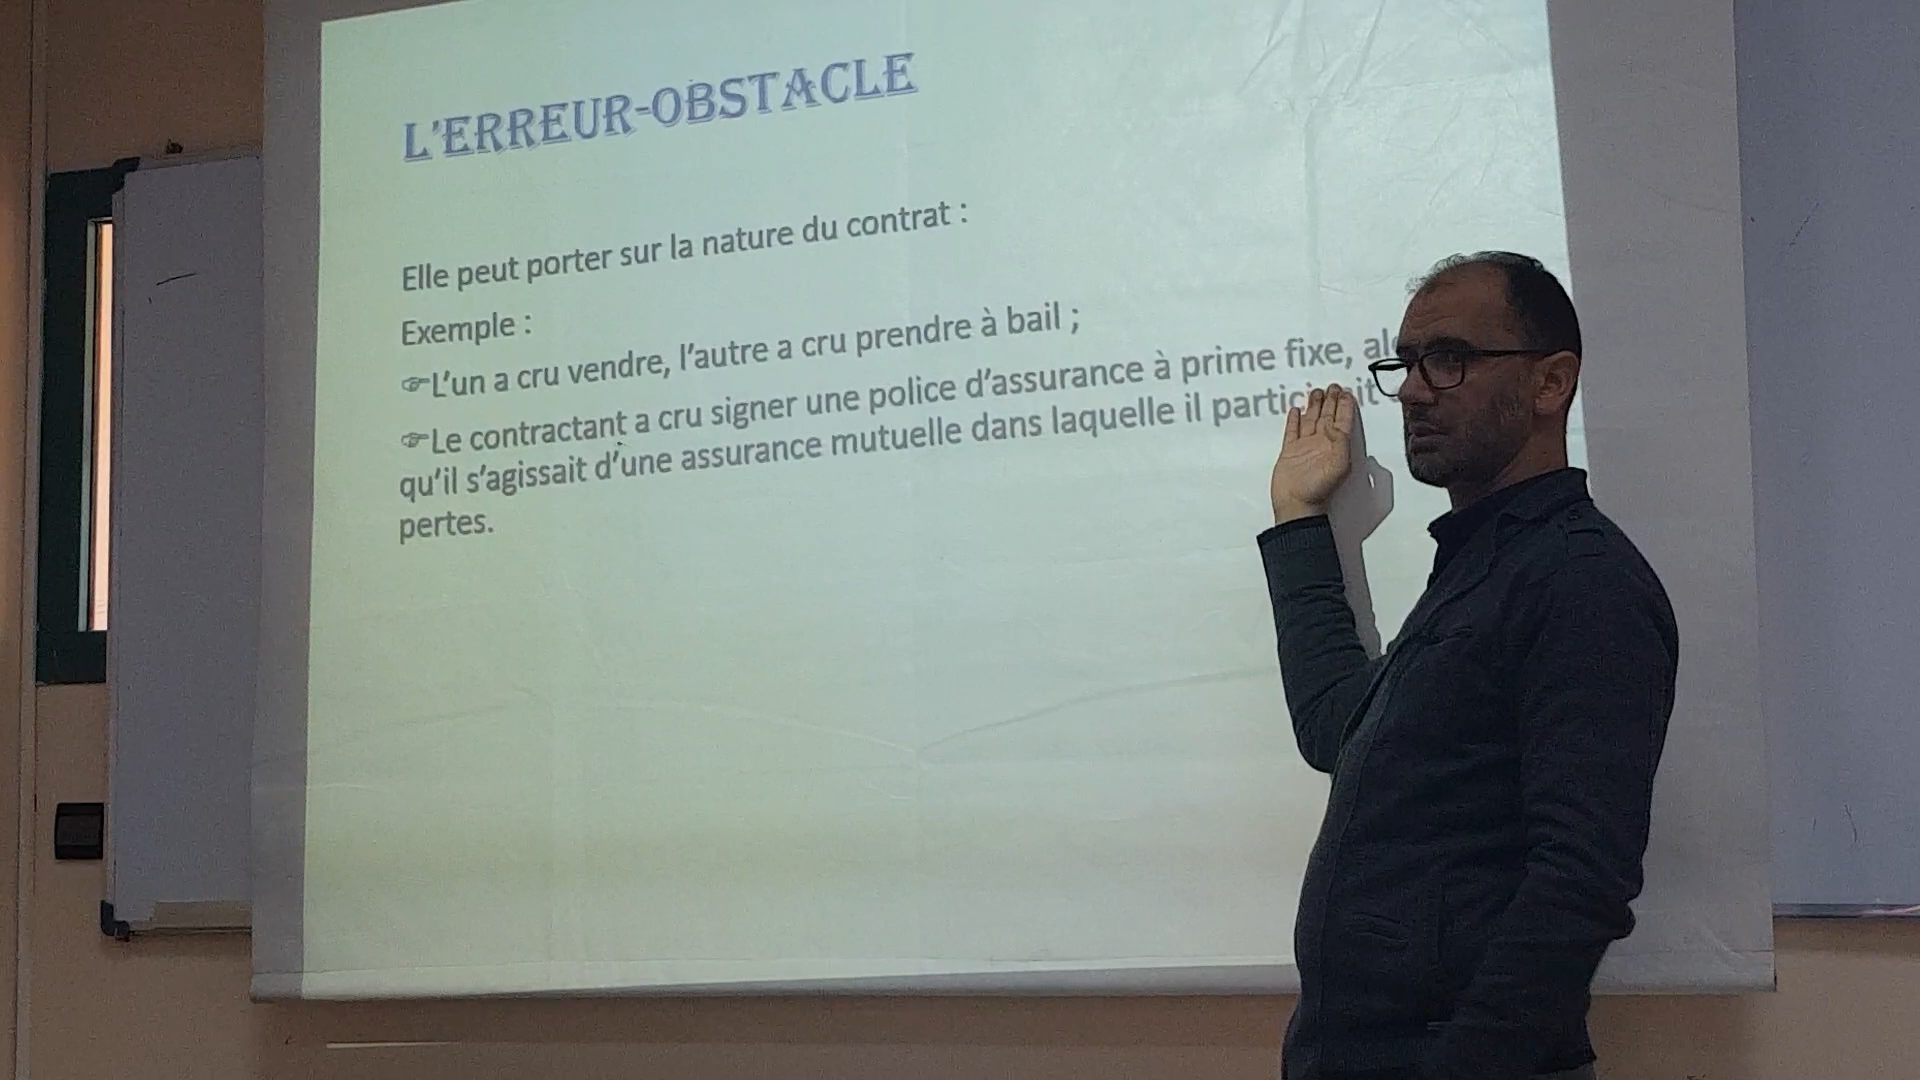 L'ERREUR-OBSTACLE
Elle peut porter sur la nature du contrat :
Exemple :
☞L'un a cru vendre, l'autre a cru prendre à bail ;
☞Le contractant a cru signer une police d'assurance à prime fixe,
qu'il s'agissait d'une assurance mutuelle dans laquelle il participait
pertes.